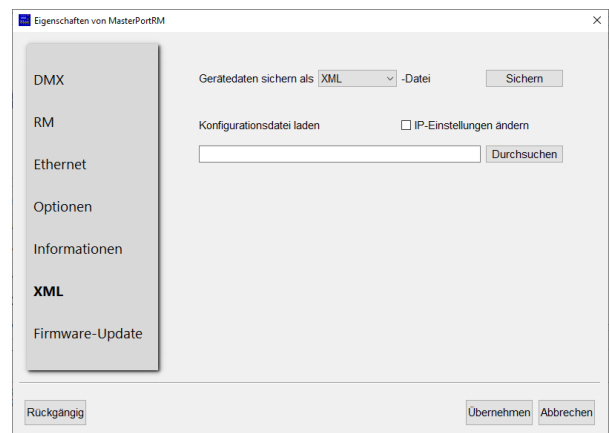 Eigenschaften von MasterPortRM
DMX
RM
Ethernet
Optionen
Informationen
XML
Firmware-Update
Gerätedaten sichern als XML -Datei Sichern
Konfigurationsdatei laden IP-Einstellungen ändern
Durchsuchen
Rückgängig Übernehmen Abbrechen